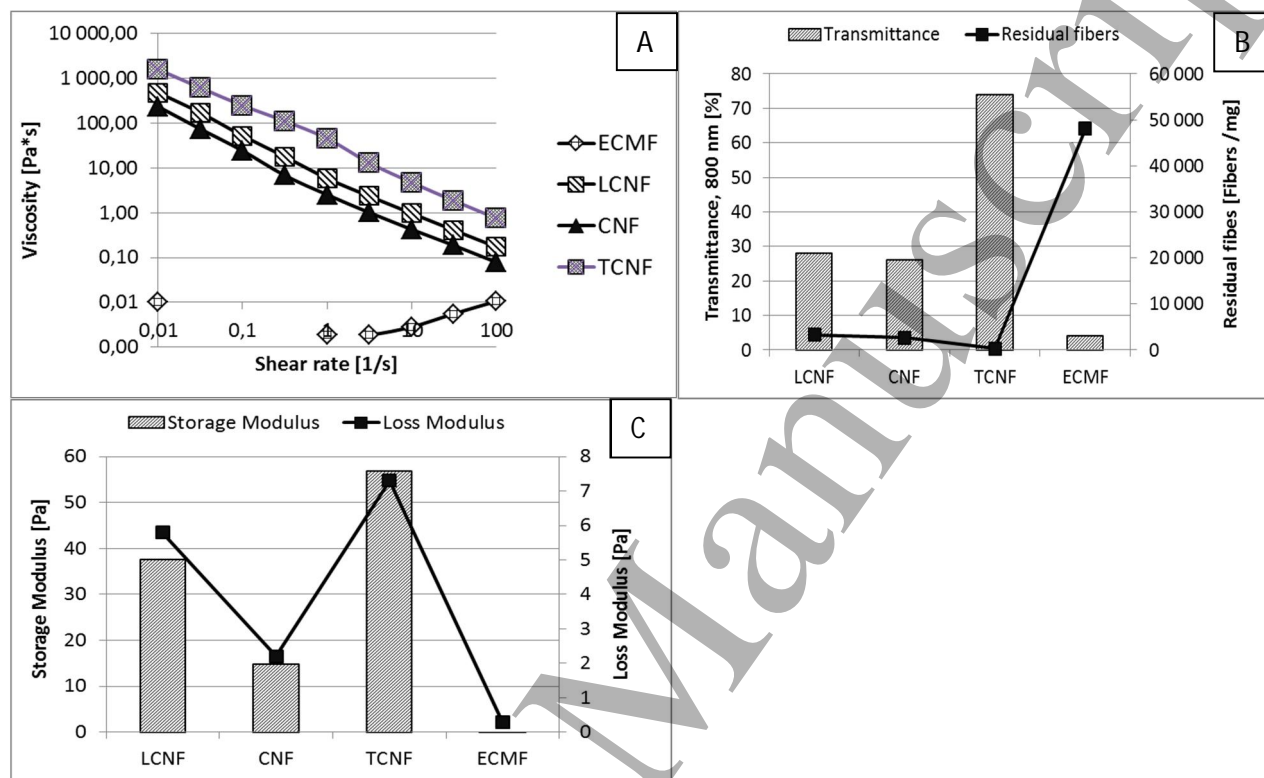 A
10 000,00
1 000,00
100,00
10,00
1,00
0,10
0,01
0,00
Viscosity [Pa*s]
0,01
0,1
1
10
100
Shear rate [1/s]
ECMF
LCNF
CNF
TCNF
B
Transmittance
Residual fibers
80
70
60
50
40
30
20
10
0
Transmittance, 800 nm [%]
60 000
50 000
40 000
30 000
20 000
10 000
0
Residual fibes [Fibers /mg]
LCNF
CNF
TCNF
ECMF
C
Storage Modulus
Loss Modulus
60
50
40
30
20
10
0
Storage Modulus [Pa]
8
7
6
5
4
3
2
1
0
Loss Modulus [Pa]
LCNF
CNF
TCNF
ECMF